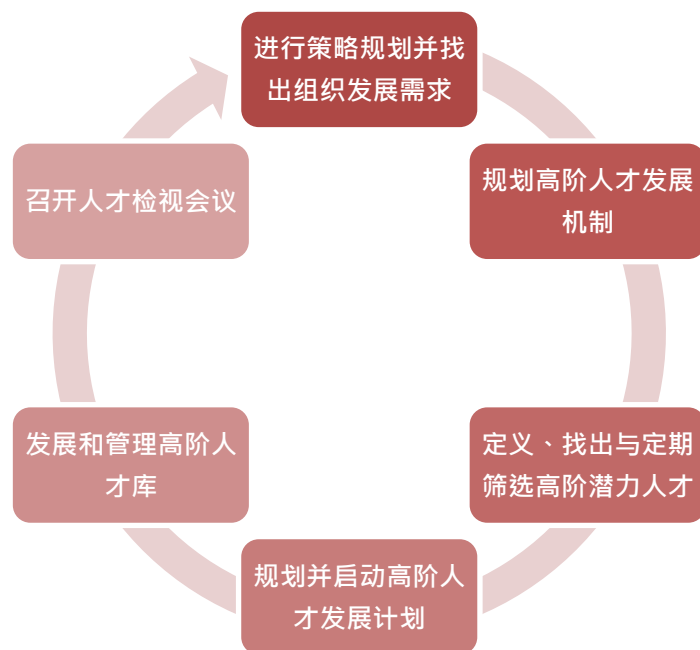 进行策略规划并找
出组织发展需求
规划高阶人才发展
机制
定义、找出与定期
筛选高阶潜力人才
规划并启动高阶人
才发展计划
发展和管理高阶人
才库
召开人才检视会议